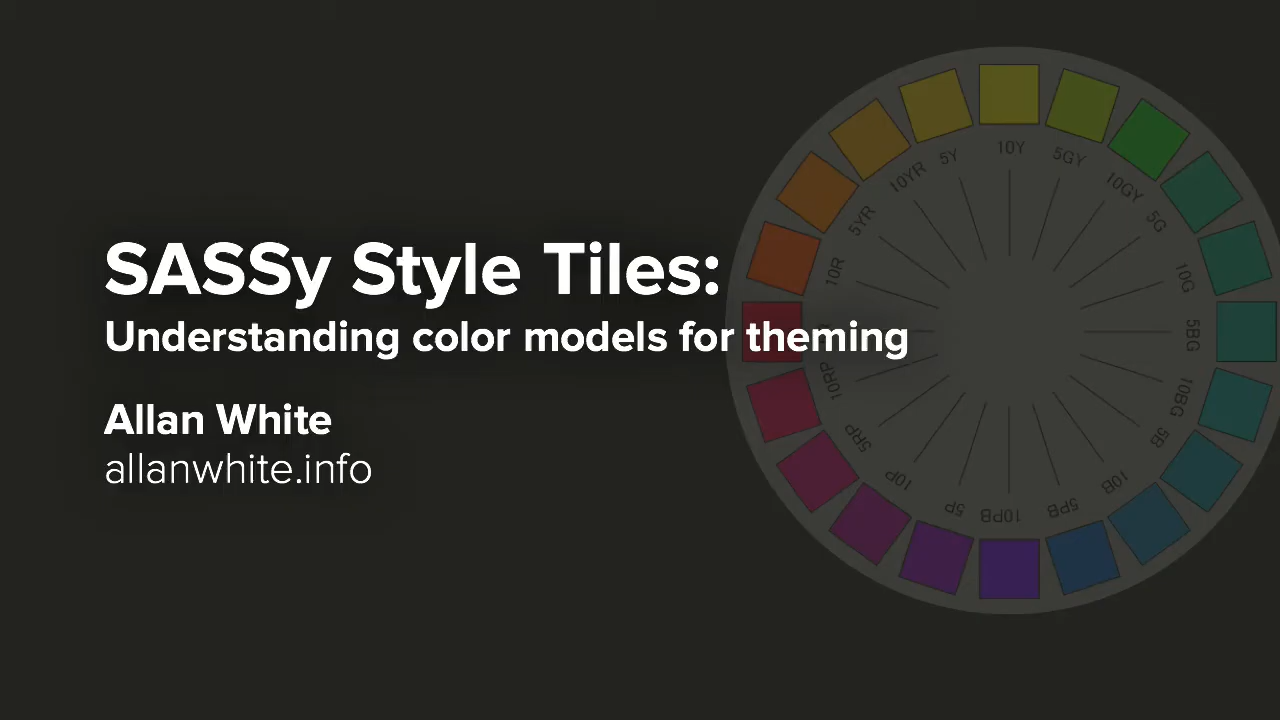 SASSy Style Tiles:
Understanding color models for theming
Allan White
allanwhite.info
10Y
5GY
10GY
5G
10G
5BG
10BG
5B
10B
5PB
10PB
5P
10P
5RP
10RP
10R
5YR
10YR
5Y